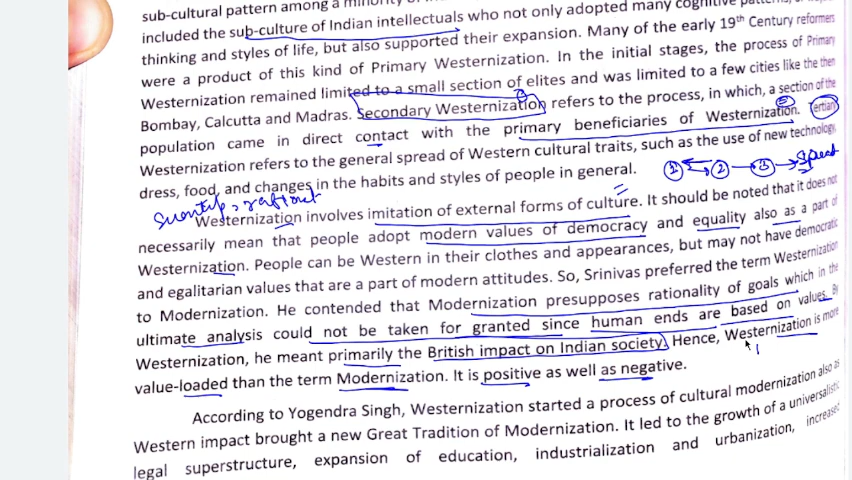 sub-cultural pattern among a minority of
included the sub-culture of Indian intellectuals who not only adopted many cognitive patterns,
thinking and styles of life, but also supported their expansion. Many of the early 19th Century reformers
were a product of this kind of Primary Westernization. In the initial stages, the process of Primary
Westernization remained limited to a small section of elites and was limited to a few cities like the then
Bombay, Calcutta and Madras. Secondary Westernization refers to the process, in which, a section of the
population came in direct contact with the primary beneficiaries of Westernization. Tertiary
Westernization refers to the general spread of Western cultural traits, such as the use of new technology,
dress, food, and changes in the habits and styles of people in general. 1 2 3 Spread
Westernization involves imitation of external forms of culture. It should be noted that it does not
necessarily mean that people adopt modern values of democracy and equality also as a part of
Westernization. People can be Western in their clothes and appearances, but may not have democratic
and egalitarian values that are a part of modern attitudes. So, Srinivas preferred the term Westernization
to Modernization. He contended that Modernization presupposes rationality of goals which in the
ultimate analysis could not be taken for granted since human ends are based on values. By
Westernization, he meant primarily the British impact on Indian society. Hence, Westernization is more
value-loaded than the term Modernization. It is positive as well as negative.
According to Yogendra Singh, Westernization started a process of cultural modernization also as
Western impact brought a new Great Tradition of Modernization. It led to the growth of a universalistic
legal superstructure, expansion of education, industrialization and urbanization, increased